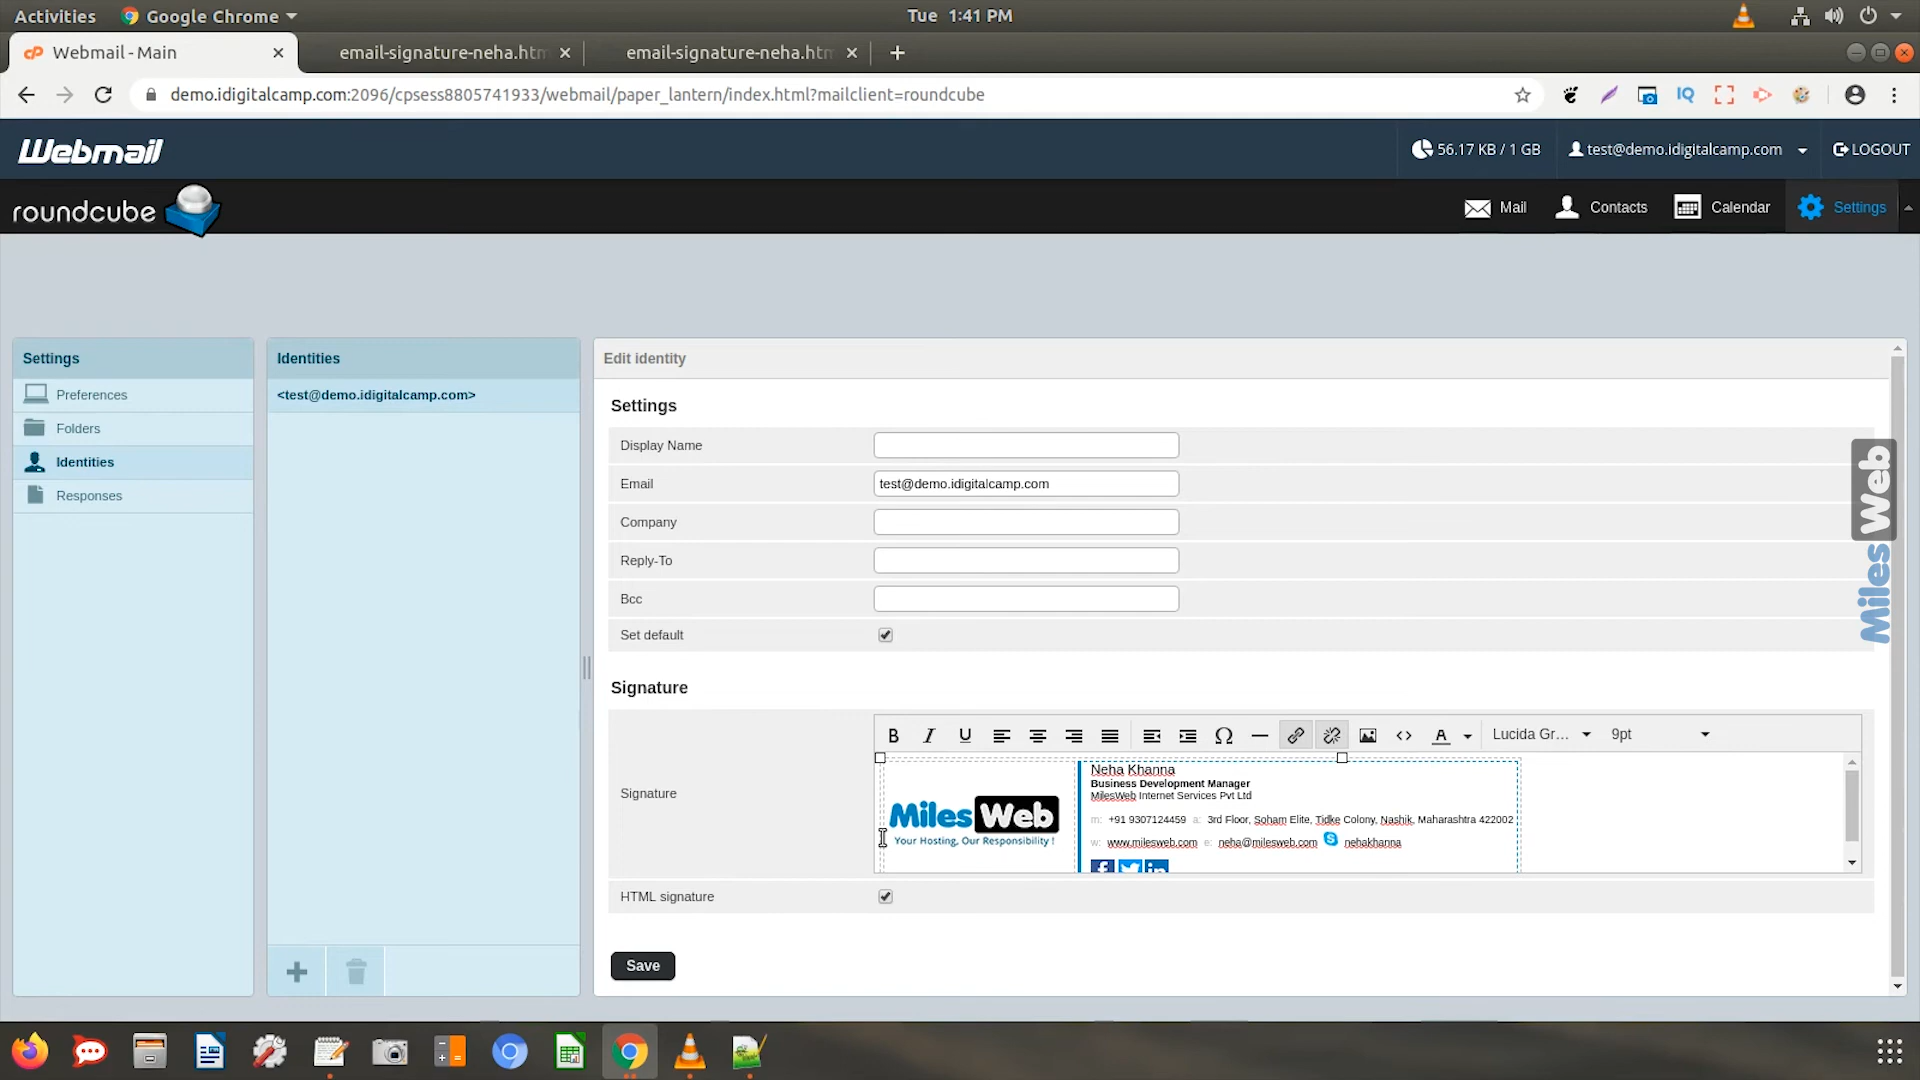 Activities
Google Chrome
Tue 1:41 PM
Webmail - Main
email-signature-neha.htm
email-signature-neha.htm
demo.idigitalcamp.com:2096/cpsess8805741933/webmail/paper_lantern/index.html?mailclient=roundcube
IQ
Webmail
56.17 KB / 1 GB
test@demo.idigitalcamp.com
LOGOUT
roundcube
Mail
Contacts
Calendar
Settings
Settings
Preferences
Folders
Identities
Responses
Identities
<test@demo.idigitalcamp.com>
Edit identity
Settings
Display Name
Email
test@demo.idigitalcamp.com
Company
Reply-To
Bcc
Set default
Signature
B I U
A
Lucida Gr...
9pt
Signature
MilesWeb
Your Hosting, Our Responsibility !
Neha Khanna
Business Development Manager
MilesWeb Internet Services Pvt Ltd
m: +91 9307124459 a: 3rd Floor, Soham Elite, Tidke Colony, Nashik, Maharashtra 422002
w: www.milesweb.com e: neha@milesweb.com nehakhanna
HTML signature
Save
MilesWeb